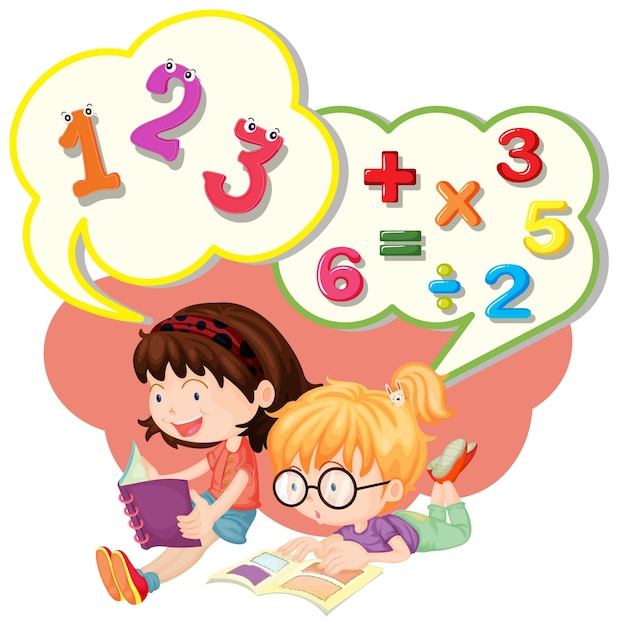 1 2 3
+ × 3
= 5
6 ÷ 2